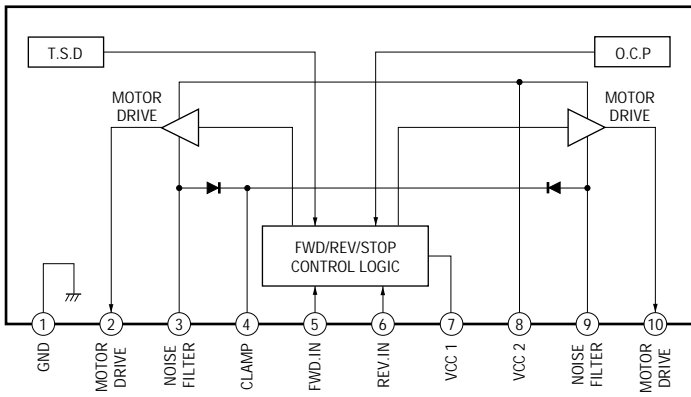 T.S.D
O.C.P
MOTOR
DRIVE
MOTOR
DRIVE
FWD/REV/STOP
CONTROL LOGIC
1
2
3
4
5
6
7
8
9
10
GND
MOTOR
DRIVE
NOISE
FILTER
CLAMP
FWD.IN
REV.IN
VCC 1
VCC 2
NOISE
FILTER
MOTOR
DRIVE